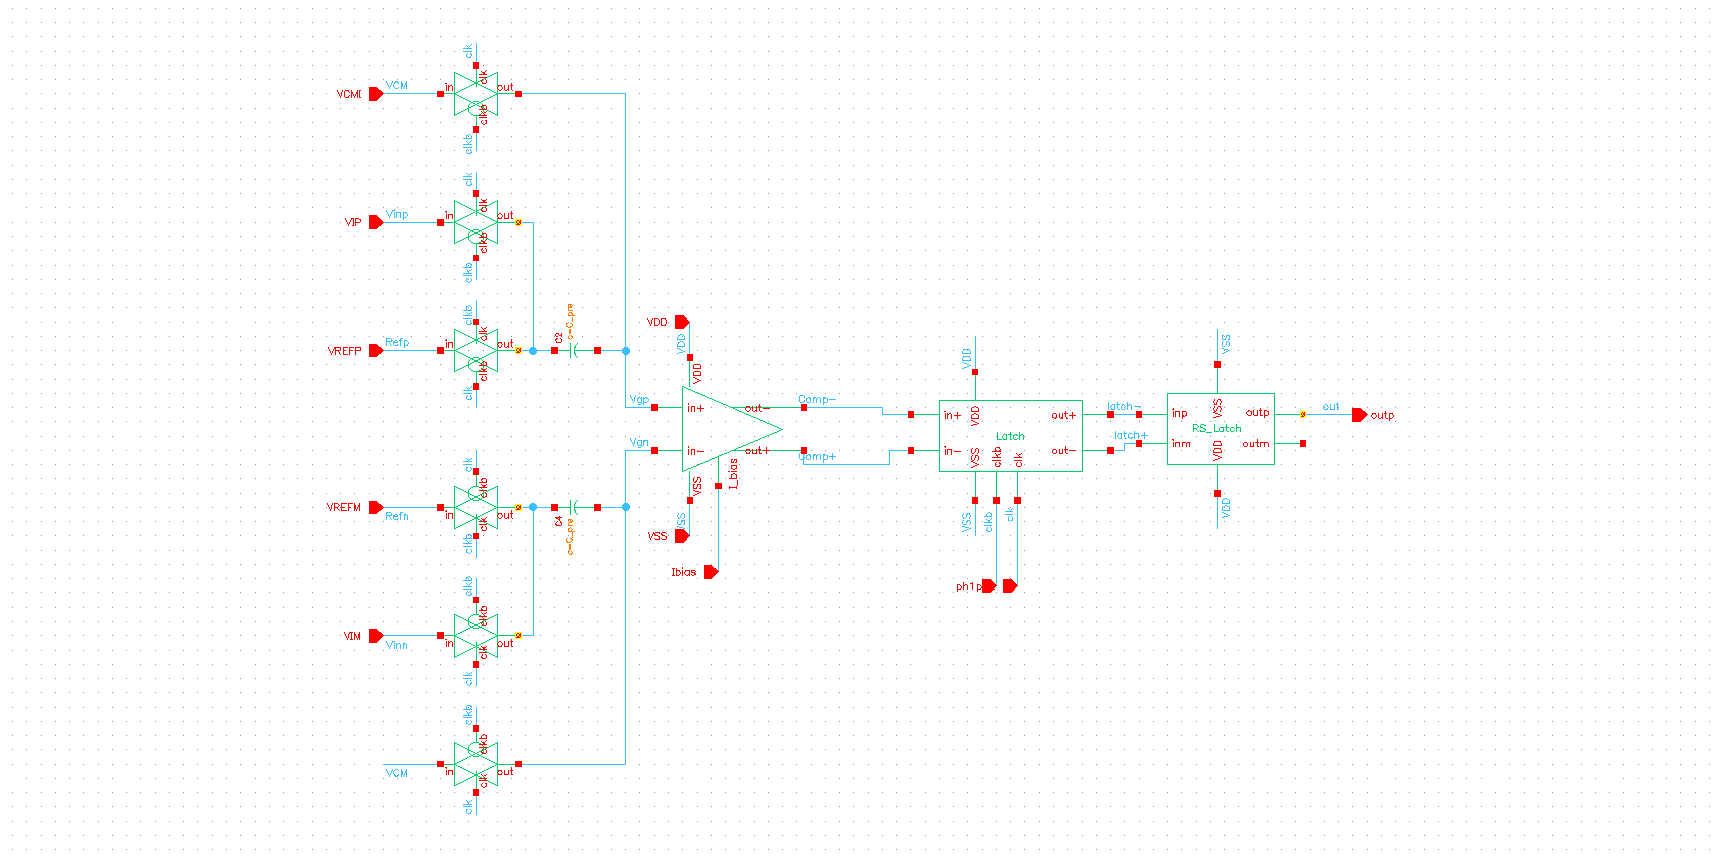 clk
clk
VCMI
VCM
in
out
clkb
clkb
clk
clk
VIP
Vinp
in
out
clkb
clkb
clkb
clk
VREFP
Refp
in
out
clkb
clk
C2
c=C_pre
VDD
VDD
VDD
Vgp
in+
out-
Comp-
Vgn
in-
out+
Comp+
VSS
VSS
VSS
I_bias
Ibias
VDD
VDD
in+
out+
latch-
Latch
in-
out-
latch+
VSS
clkb
clk
VSS
clkb
clk
ph1p
VSS
VSS
inp
outp
out
outp
RS_Latch
inm
outm
VDD
VDD
clk
clkb
VREFM
Refn
in
out
clk
clkb
C4
c=C_pre
clkb
clkb
VIM
Vinn
in
out
clk
clk
clkb
clkb
VCM
in
out
clk
clk